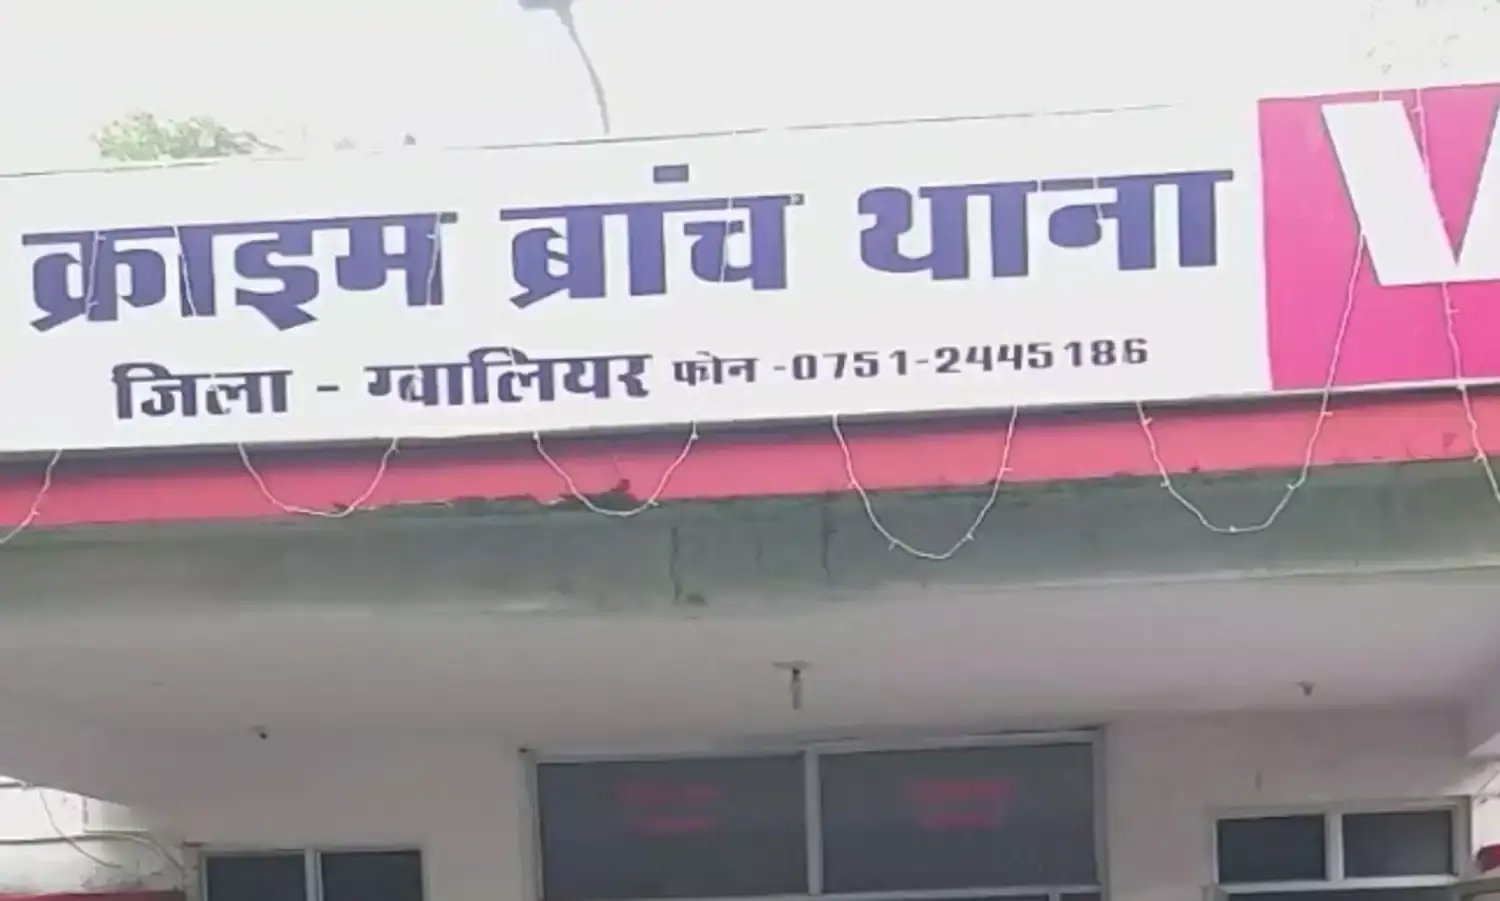 क्राइम ब्रांच थाना
जिला - ग्वालियर फोन -0751-2445186
V